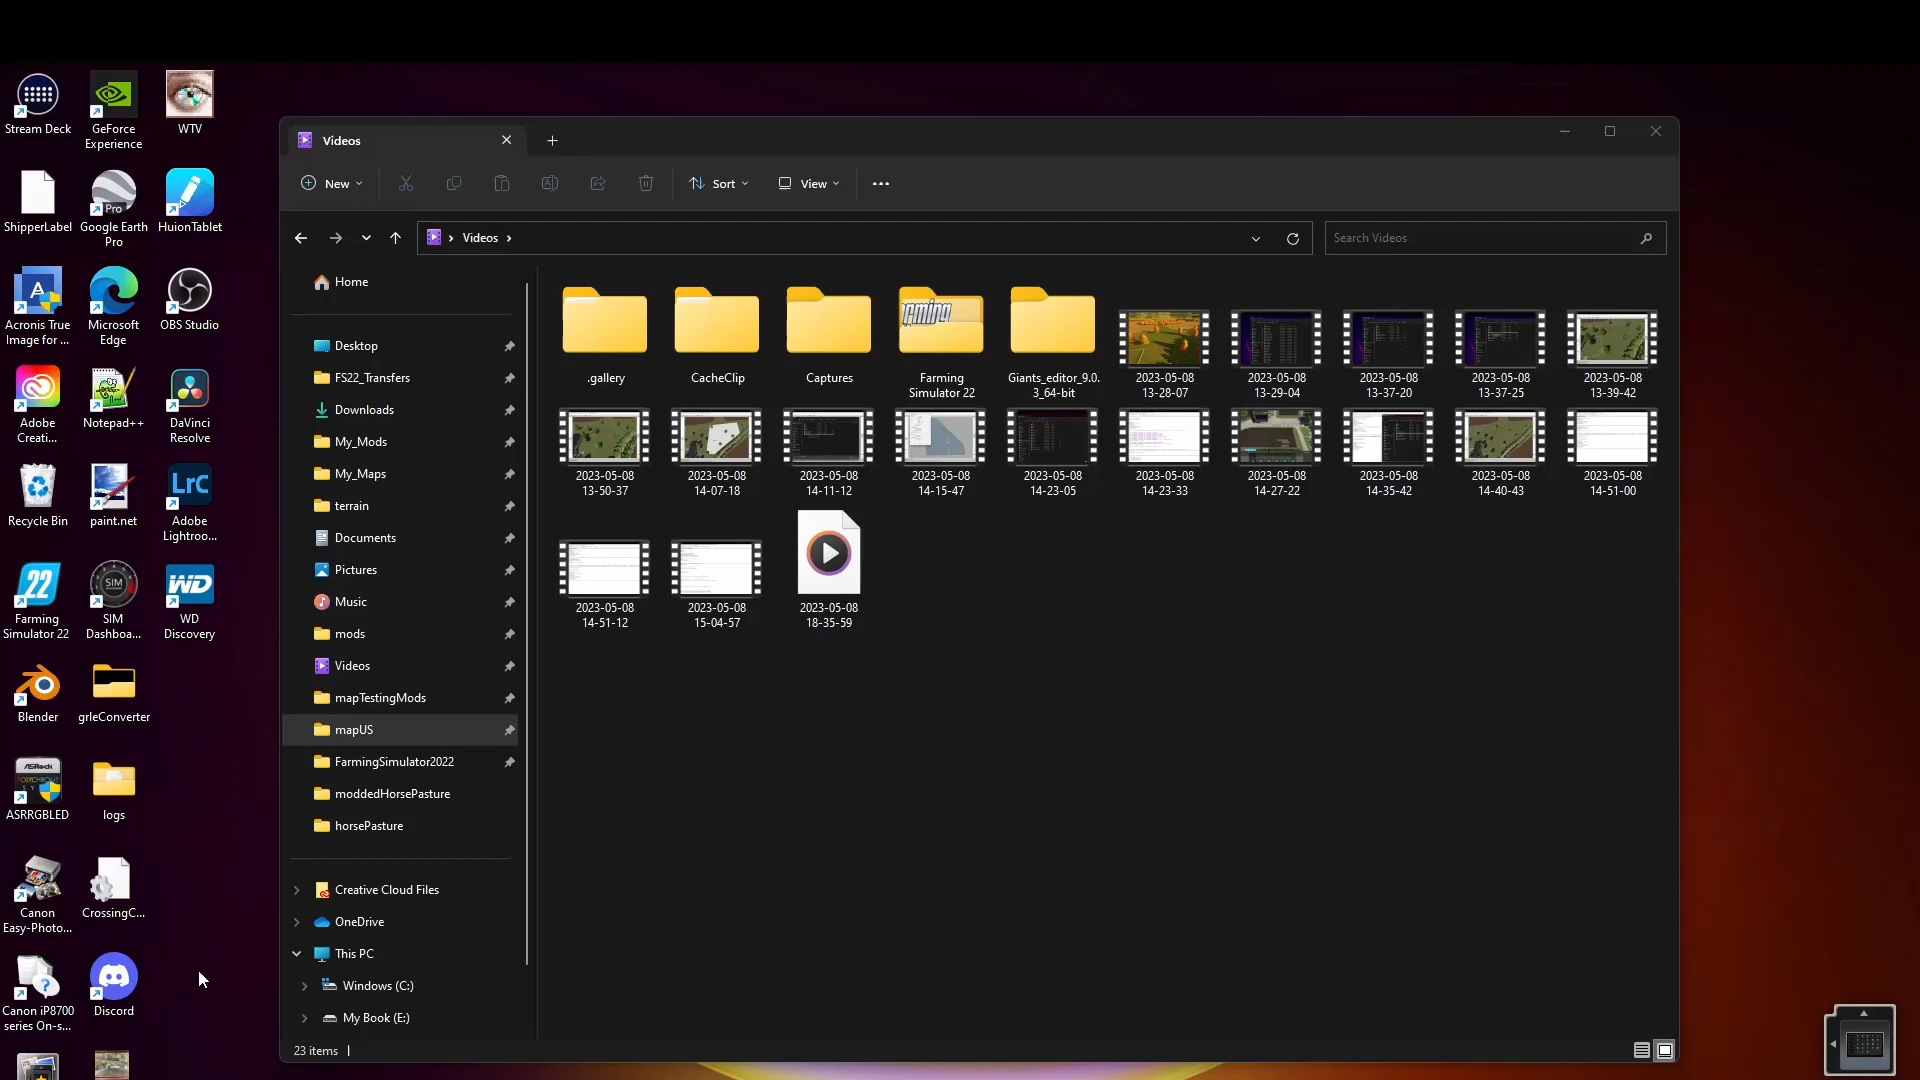 Stream Deck
GeForce
Experience
WTV
ShipperLabel
Pro
Google Earth
Pro
HuionTablet
Acronis True
Image for ...
Microsoft
Edge
OBS Studio
Adobe
Creati...
Notepad++
DaVinci
Resolve
Recycle Bin
paint.net
LrC
Adobe
Lightroo...
22
Farming
Simulator 22
SIM
SIM
Dashboa...
WD
WD
Discovery
Blender
grleConverter
ASRock
ASRRGBLED
logs
Canon
Easy-Photo...
CrossingC...
Canon iP8700
series On-s...
Discord
Videos
New
Sort
View
Videos
Search Videos
Home
Desktop
FS22_Transfers
Downloads
My_Mods
My_Maps
terrain
Documents
Pictures
Music
mods
Videos
mapTestingMods
mapUS
FarmingSimulator2022
moddedHorsePasture
horsePasture
Creative Cloud Files
OneDrive
This PC
Windows (C:)
My Book (E:)
.gallery
CacheClip
Captures
Farming
Simulator 22
Giants_editor_9.0.
3_64-bit
2023-05-08
13-28-07
2023-05-08
13-29-04
2023-05-08
13-37-20
2023-05-08
13-37-25
2023-05-08
13-39-42
2023-05-08
13-50-37
2023-05-08
14-07-18
2023-05-08
14-11-12
2023-05-08
14-15-47
2023-05-08
14-23-05
2023-05-08
14-23-33
2023-05-08
14-27-22
2023-05-08
14-35-42
2023-05-08
14-40-43
2023-05-08
14-51-00
2023-05-08
14-51-12
2023-05-08
15-04-57
2023-05-08
18-35-59
23 items